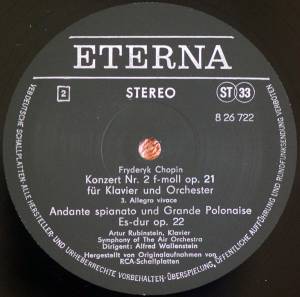 ETERNA
2
STEREO
ST 33
8 26 722
Fryderyk Chopin
Konzert Nr. 2 f-moll op. 21
für Klavier und Orchester
3. Allegro vivace
Andante spianato und Grande Polonaise
Es-dur op. 22
Artur Rubinstein, Klavier
Symphony of The Air Orchestra
Dirigent: Alfred Wallenstein
Hergestellt von Originalaufnahmen von
RCA-Schallplatten
VEB DEUTSCHE SCHALLPLATTEN · ALLE HERSTELLER- UND URHEBERRECHTE VORBEHALTEN · ÜBERSPIELUNG, ÖFFENTLICHE AUFFÜHRUNG UND RUNDFUNKSENDUNG VERBOTEN